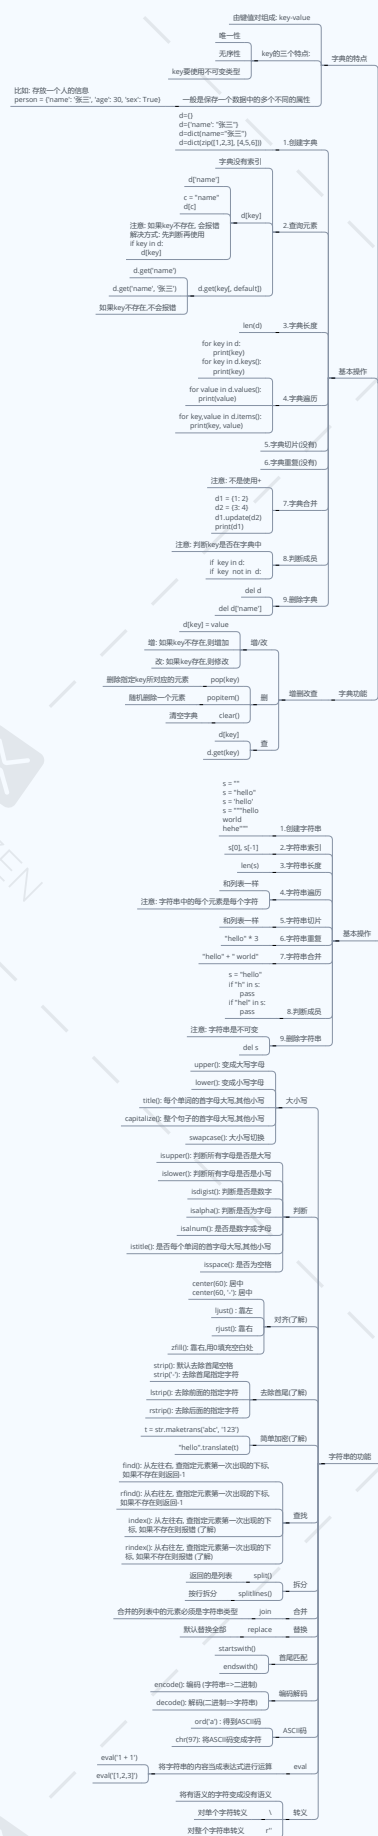 由键值对组成: key-value
唯一性
无序性
key的三个特点:
key要使用不可变类型
字典的特点
比如: 存放一个人的信息
person = {'name': '张三', 'age': 30, 'sex': True}
一般是保存一个数据中的多个不同的属性
d={}
d={"name": "张三"}
d=dict(name="张三")
d=dict(zip([1,2,3], [4,5,6]))
1.创建字典
字典没有索引
d['name']
c = "name"
d[c]
d[key]
注意: 如果key不存在, 会报错
解决方式: 先判断再使用
if key in d:
d[key]
2.查询元素
d.get('name')
d.get('name', '张三')
d.get(key[, default])
如果key不存在,不会报错
len(d)
3.字典长度
for key in d:
print(key)
for key in d.keys():
print(key)
for value in d.values():
print(value)
4.字典遍历
for key,value in d.items():
print(key, value)
基本操作
5.字典切片(没有)
6.字典重复(没有)
注意: 不是使用+
d1 = {1: 2}
d2 = {3: 4}
d1.update(d2)
print(d1)
7.字典合并
注意: 判断key是否在字典中
if key in d:
if key not in d:
8.判断成员
del d
del d['name']
9.删除字典
d[key] = value
增: 如果key不存在,则增加
增/改
改: 如果key存在,则修改
删除指定key所对应的元素
pop(key)
随机删除一个元素
popitem()
删
清空字典
clear()
增删改查
字典功能
d[key]
d.get(key)
查
s = ""
s = "hello"
s = 'hello'
s = """hello
world
hehe"""
1.创建字符串
s[0], s[-1]
2.字符串索引
len(s)
3.字符串长度
和列表一样
注意: 字符串中的每个元素是每个字符
4.字符串遍历
和列表一样
5.字符串切片
"hello" * 3
6.字符串重复
"hello" + " world"
7.字符串合并
基本操作
s = "hello"
if "h" in s:
pass
if "hel" in s:
pass
8.判断成员
注意: 字符串是不可变
del s
9.删除字符串
upper(): 变成大写字母
lower(): 变成小写字母
title(): 每个单词的首字母大写,其他小写
大小写
capitalize(): 整个句子的首字母大写,其他小写
swapcase(): 大小写切换
isupper(): 判断所有字母是否是大写
islower(): 判断所有字母是否是小写
isdigist(): 判断是否是数字
isalpha(): 判断是否为字母
判断
isalnum(): 是否是数字或字母
istitle(): 是否每个单词的首字母大写,其他小写
isspace(): 是否为空格
center(60): 居中
center(60, '-'): 居中
ljust() : 靠左
对齐(了解)
rjust(): 靠右
zfill(): 靠右,用0填充空白处
strip(): 默认去除首尾空格
strip('-'): 去除首尾指定字符
lstrip(): 去除前面的指定字符
去除首尾(了解)
rstrip(): 去除后面的指定字符
t = str.maketrans('abc', '123')
"hello".translate(t)
简单加密(了解)
find(): 从左往右, 查指定元素第一次出现的下标,
如果不存在则返回-1
字符串的功能
rfind(): 从右往左, 查指定元素第一次出现的下标,
如果不存在则返回-1
index(): 从左往右, 查指定元素第一次出现的下
标, 如果不存在则报错 (了解)
查找
rindex(): 从右往左, 查指定元素第一次出现的下
标, 如果不存在则报错 (了解)
返回的是列表
split()
按行拆分
splitlines()
拆分
合并的列表中的元素必须是字符串类型
join
合并
默认替换全部
replace
替换
startswith()
endswith()
首尾匹配
encode(): 编码 (字符串=>二进制)
decode(): 解码(二进制=>字符串)
编码解码
ord('a') : 得到ASCII码
chr(97): 将ASCII码变成字符
ASCII码
eval('1 + 1')
eval('[1,2,3]')
将字符串的内容当成表达式进行运算
eval
将有语义的字符变成没有语义
对单个字符转义
\
转义
对整个字符串转义
r''